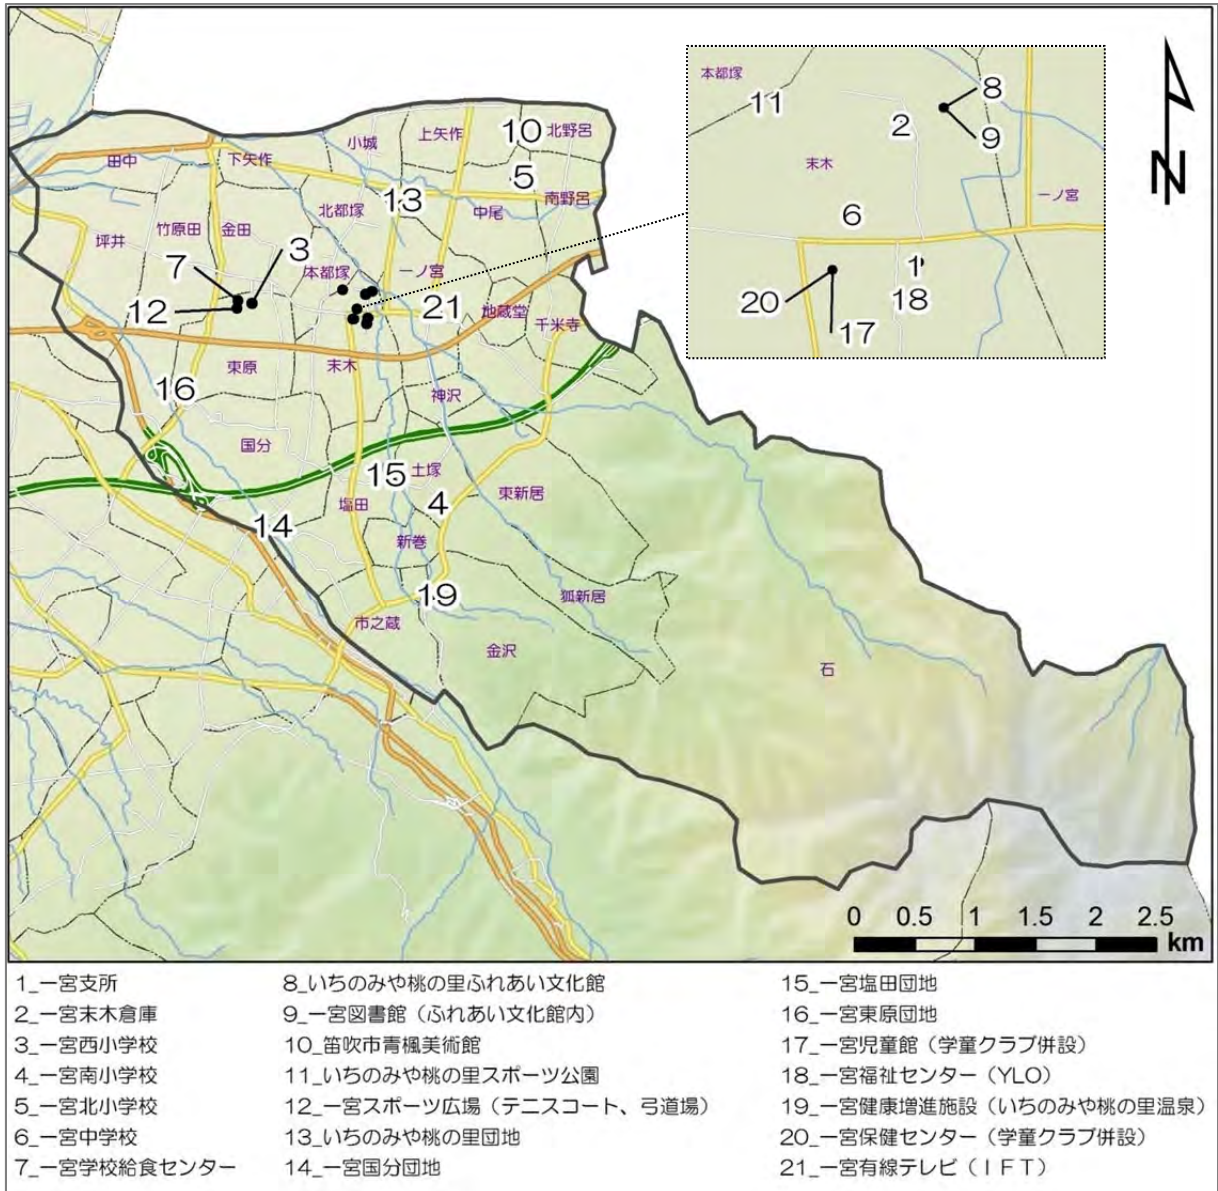 本都塚
8
11
2
9
末木
一ノ宮
6
1
20
18
17
N
10
北野呂
上矢作
小城
田中
下矢作
5
13
南野呂
北都塚
中尾
竹原田
金田
坪井
3
7
本都塚
一ノ宮
12
21
地蔵堂
千米寺
東原
末木
16
神沢
国分
15
土塚
東新居
塩田
4
14
新巻
19
狐新居
市之蔵
金沢
石
0 0.5 1 1.5 2 2.5
km
1_一宮支所
2_一宮末木倉庫
3_一宮西小学校
4_一宮南小学校
5_一宮北小学校
6_一宮中学校
7_一宮学校給食センター
8_いちのみや桃の里ふれあい文化館
9_一宮図書館（ふれあい文化館内）
10_笛吹市青楓美術館
11_いちのみや桃の里スポーツ公園
12_一宮スポーツ広場（テニスコート、弓道場）
13_いちのみや桃の里団地
14_一宮国分団地
15_一宮塩田団地
16_一宮東原団地
17_一宮児童館（学童クラブ併設）
18_一宮福祉センター（YLO）
19_一宮健康増進施設（いちのみや桃の里温泉）
20_一宮保健センター（学童クラブ併設）
21_一宮有線テレビ（ＩＦＴ）